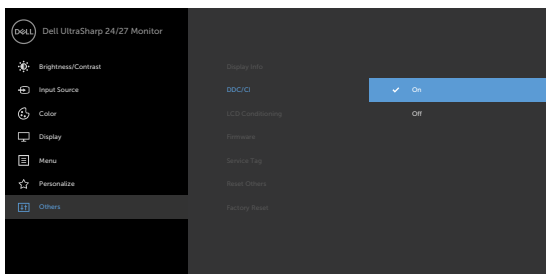 DELL
Dell UltraSharp 24/27 Monitor
Brightness/Contrast
Display Info
Input Source
DDC/CI
On
Color
LCD Conditioning
Off
Display
Firmware
Menu
Service Tag
Personalize
Reset Others
Others
Factory Reset